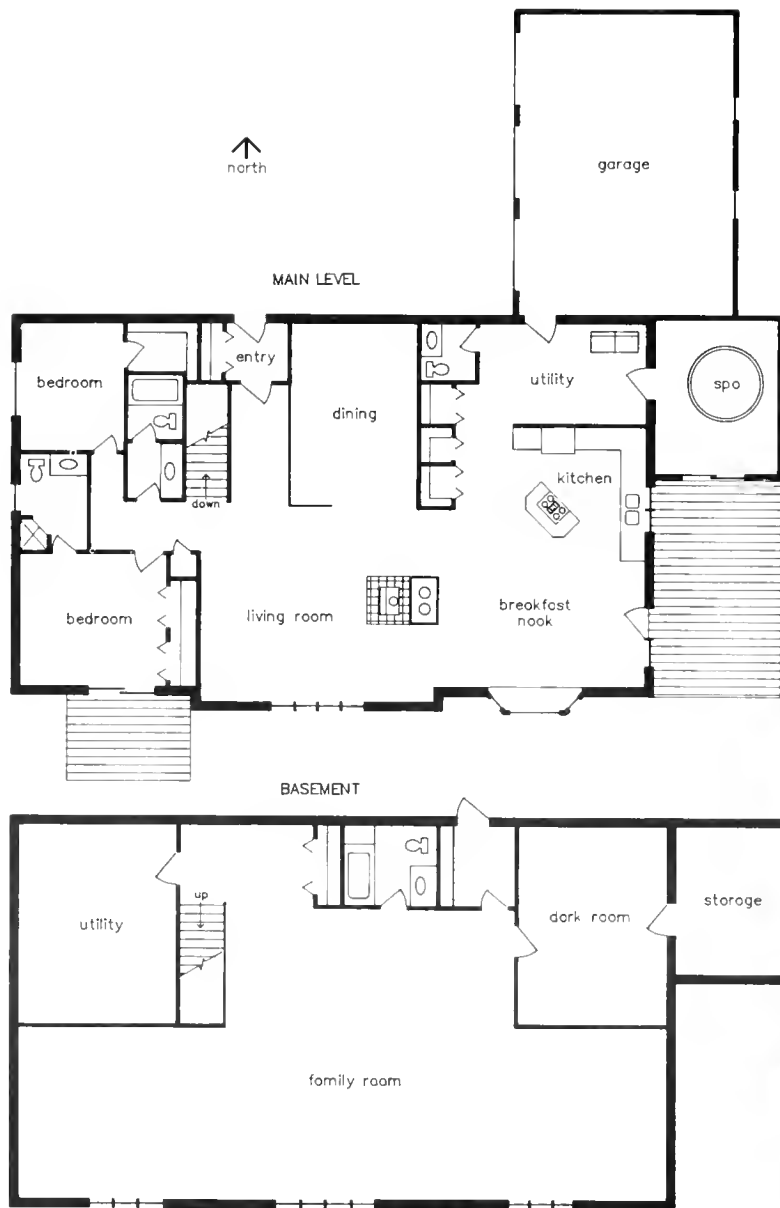 garage
north
MAIN LEVEL
bedroom
entry
dining
utility
spa
kitchen
down
bedroom
living room
breakfast
nook
BASEMENT
utility
up
dark room
storage
family room